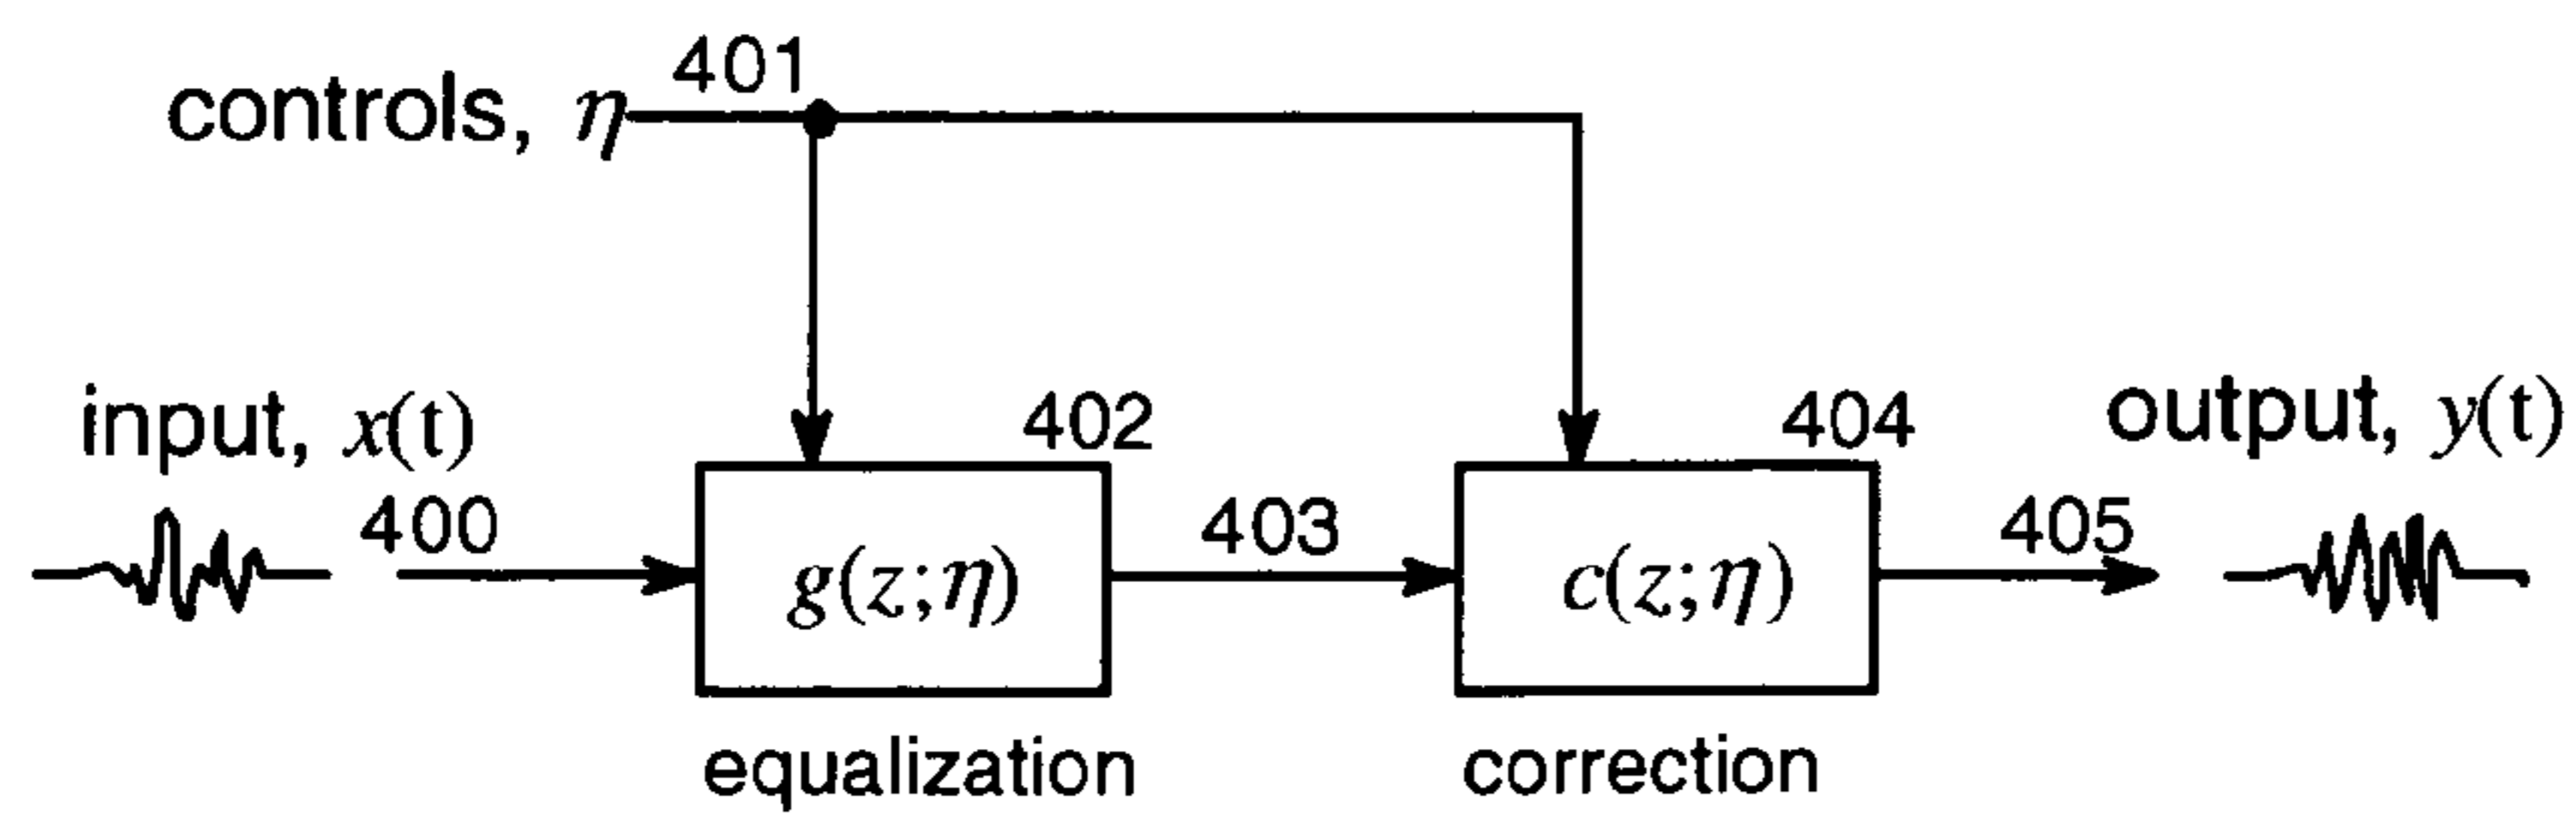 401
controls, η
input, x(t)
402
404
output, y(t)
400
403
405
g(z;η)
c(z;η)
equalization
correction